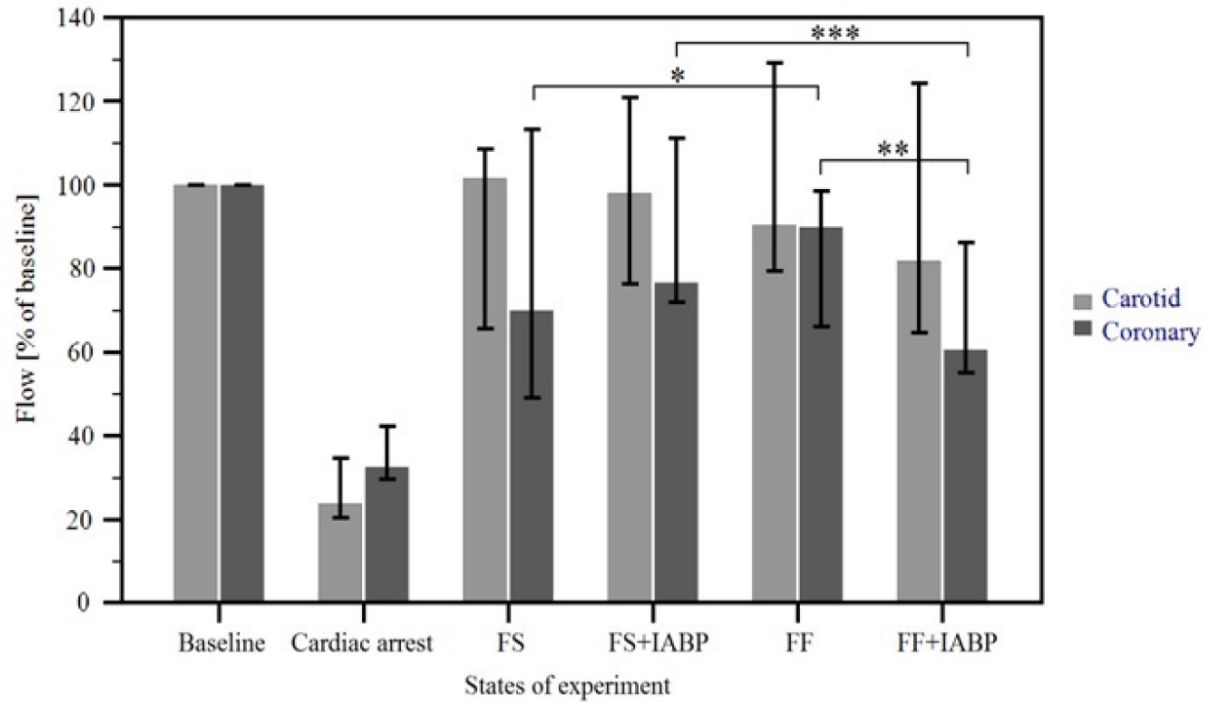 140
120
100
80
60
40
20
0
Flow [% of baseline]
***
*
**
Carotid
Coronary
Baseline Cardiac arrest FS FS+IABP FF FF+IABP
States of experiment